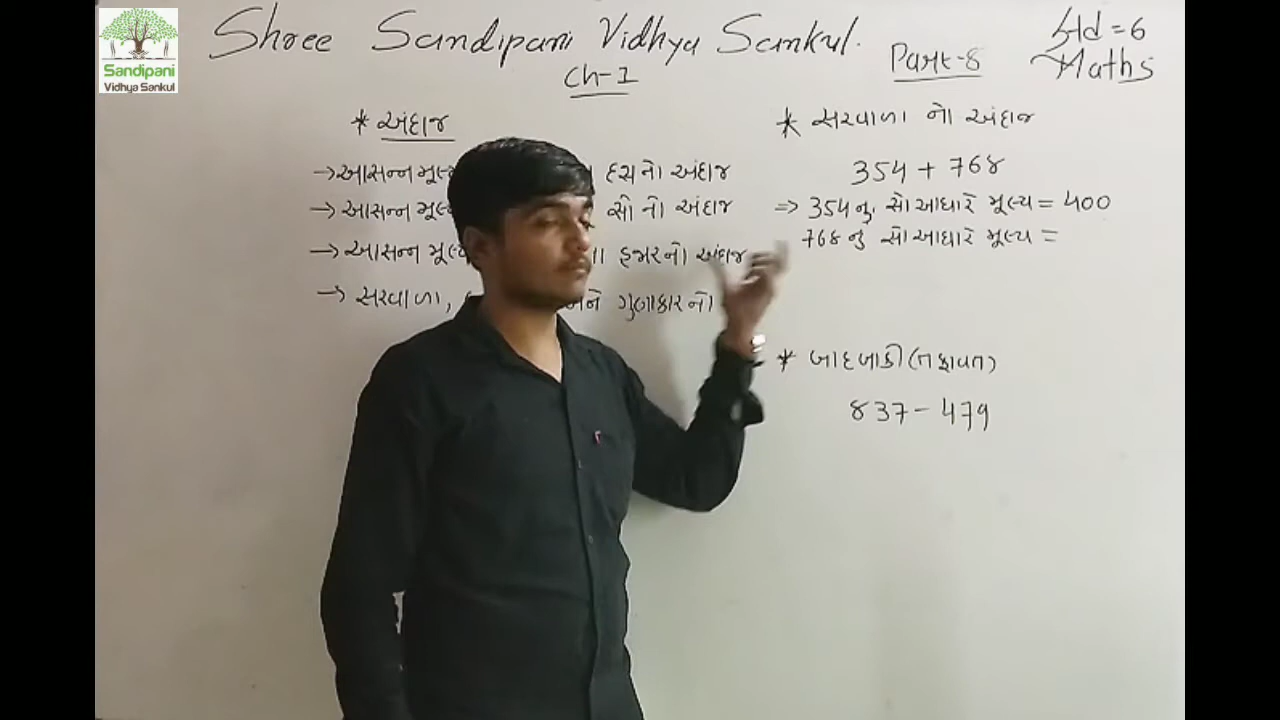 Sandipani
Vidhya Sankul
Shree Sandipani Vidhya Sankul.
Ch-1
Part-8
Std = 6
Maths
* અંદાજ
→ આસન્ન મૂલ્ય દસ નો અંદાજ
→ આસન્ન મૂલ્ય સો નો અંદાજ
→ આસન્ન મૂલ્ય હજાર નો અંદાજ
→ સરવાળા, ગુણાકાર નો
* સરવાળા નો અંદાજ
354 + 768
⇒ 354 નું સો આધારે મૂલ્ય = 400
768 નું સો આધારે મૂલ્ય =
* બાદબાકી (તફાવત)
837 - 479